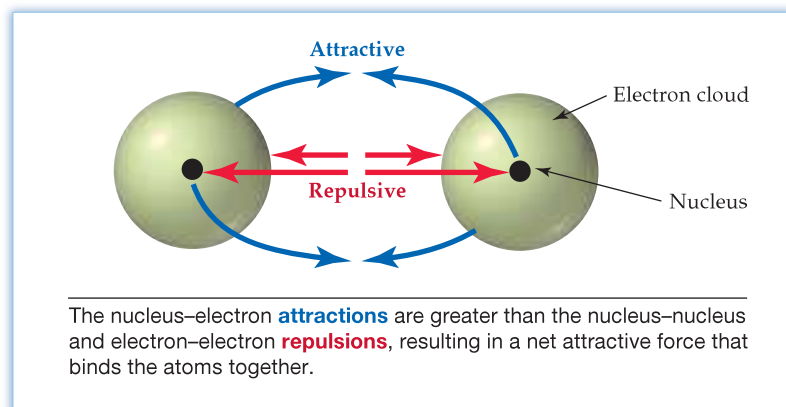 Attractive
Electron cloud
Repulsive
Nucleus
The nucleus–electron attractions are greater than the nucleus–nucleus
and electron–electron repulsions, resulting in a net attractive force that
binds the atoms together.